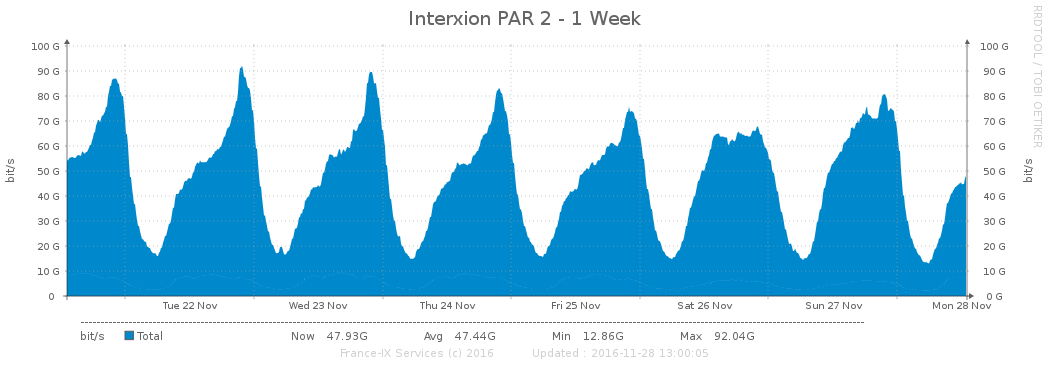 Interxion PAR 2 - 1 Week
RRDTOOL / TOBI OETIKER
100 G 100 G
90 G 90 G
80 G 80 G
70 G 70 G
60 G 60 G
50 G 50 G
40 G 40 G
30 G 30 G
20 G 20 G
10 G 10 G
0 0 G
bit/s
bit/s
Tue 22 Nov Wed 23 Nov Thu 24 Nov Fri 25 Nov Sat 26 Nov Sun 27 Nov Mon 28 Nov
bit/s Total Now 47.93G Avg 47.44G Min 12.86G Max 92.04G
France-IX Services (c) 2016 Updated : 2016-11-28 13:00:05